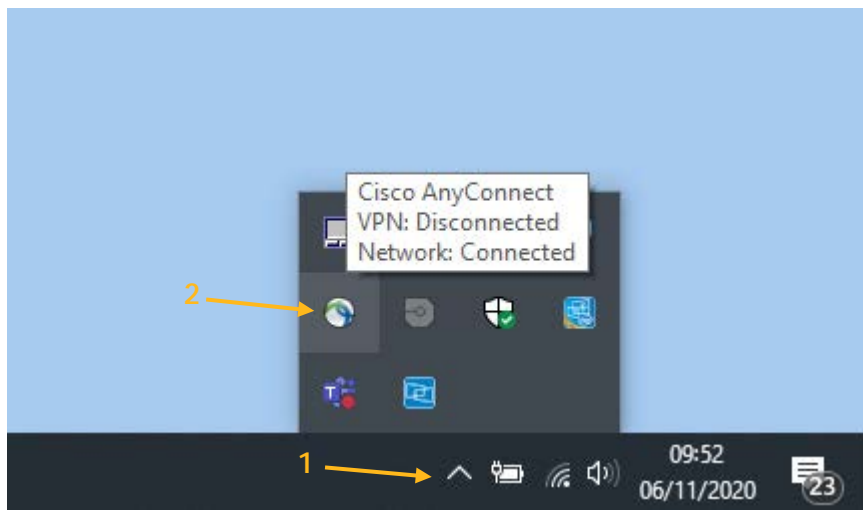 Cisco AnyConnect
VPN: Disconnected
Network: Connected
2
T
1
09:52
06/11/2020
23